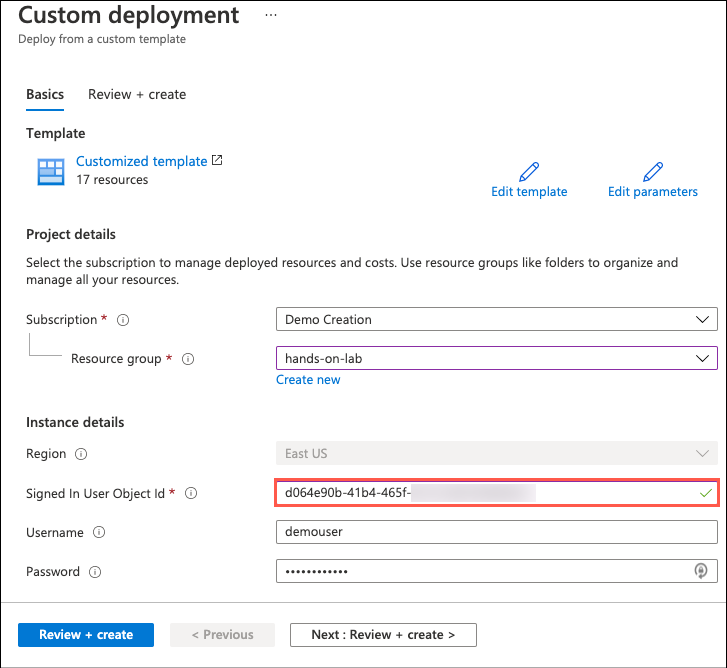 Custom deployment ...
Deploy from a custom template
Basics Review + create
Template
Customized template
17 resources
Edit template Edit parameters
Project details
Select the subscription to manage deployed resources and costs. Use resource groups like folders to organize and
manage all your resources.
Subscription * Demo Creation
Resource group * hands-on-lab
Create new
Instance details
Region East US
Signed In User Object Id * d064e90b-41b4-465f-
Username demouser
Password ••••••••••••
Review + create < Previous Next : Review + create >